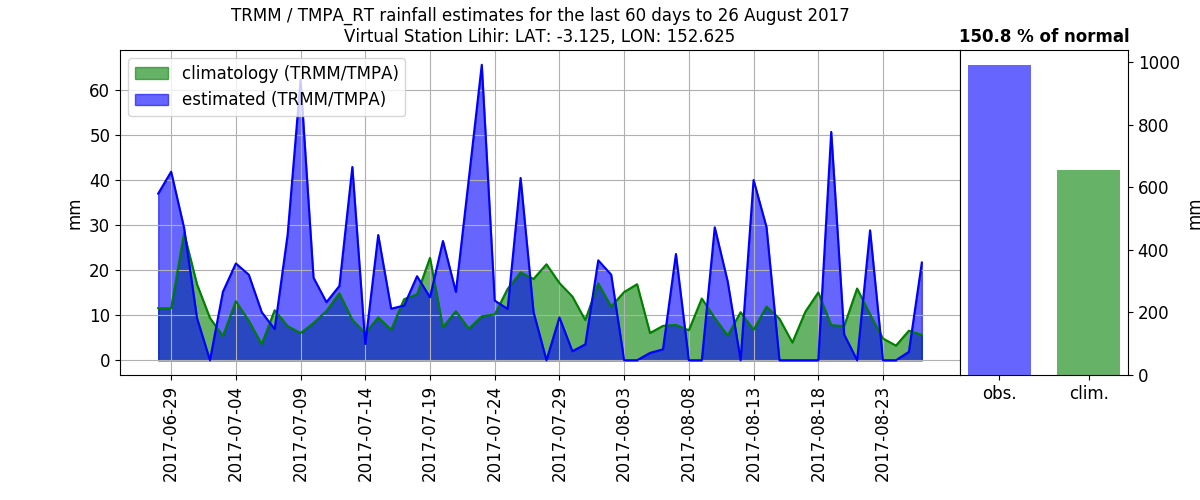 TRMM / TMPA_RT rainfall estimates for the last 60 days to 26 August 2017
Virtual Station Lihir: LAT: -3.125, LON: 152.625
150.8 % of normal
climatology (TRMM/TMPA)
estimated (TRMM/TMPA)
mm
60
50
40
30
20
10
0
2017-06-29
2017-07-04
2017-07-09
2017-07-14
2017-07-19
2017-07-24
2017-07-29
2017-08-03
2017-08-08
2017-08-13
2017-08-18
2017-08-23
1000
800
600
400
200
0
mm
obs.
clim.